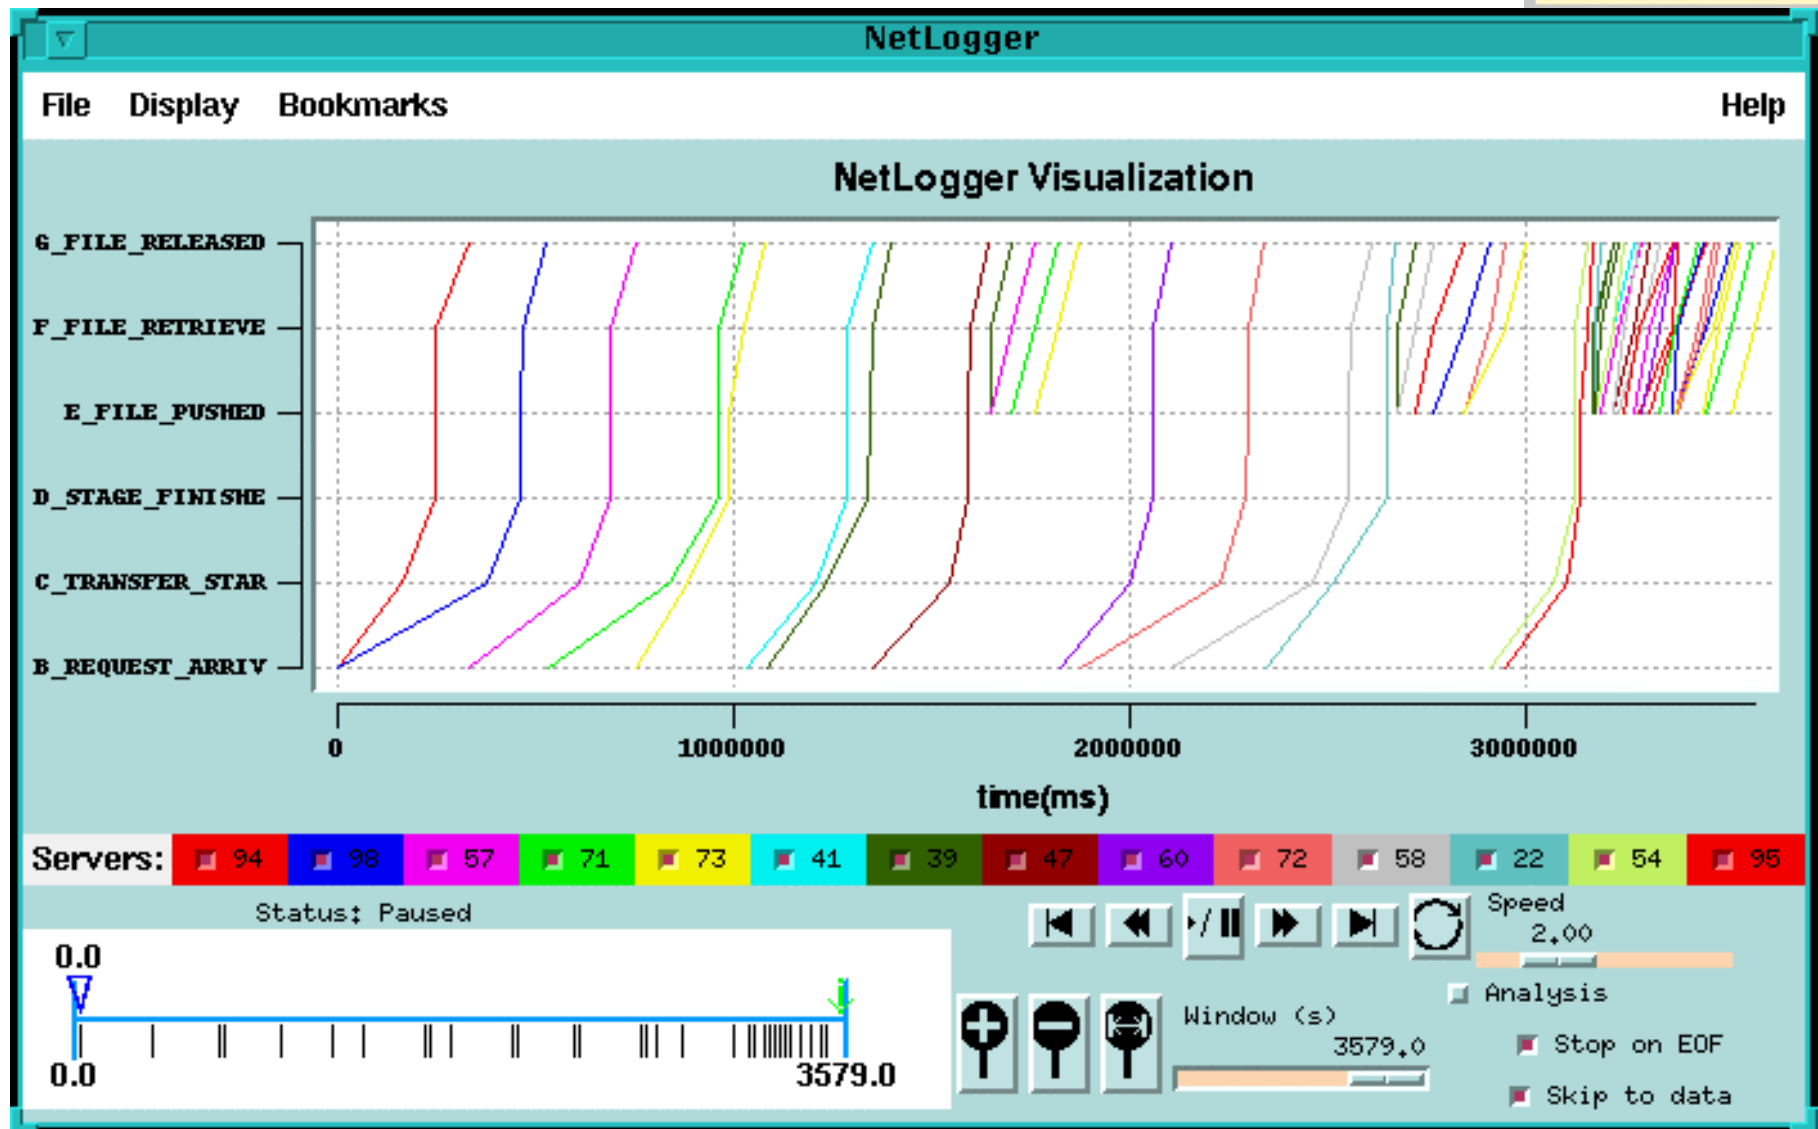 NetLogger
File Display Bookmarks Help
NetLogger Visualization
G_FILE_RELEASED
F_FILE_RETRIEVE
E_FILE_PUSHED
D_STAGE_FINISHE
C_TRANSFER_STAR
B_REQUEST_ARRIV
0 1000000 2000000 3000000
time(ms)
Servers: 94 98 57 71 73 41 39 47 60 72 58 22 54 95
Status: Paused
Speed
2.00
0.0
Analysis
Window (s)
3579.0
Stop on EOF
0.0 3579.0
Skip to data